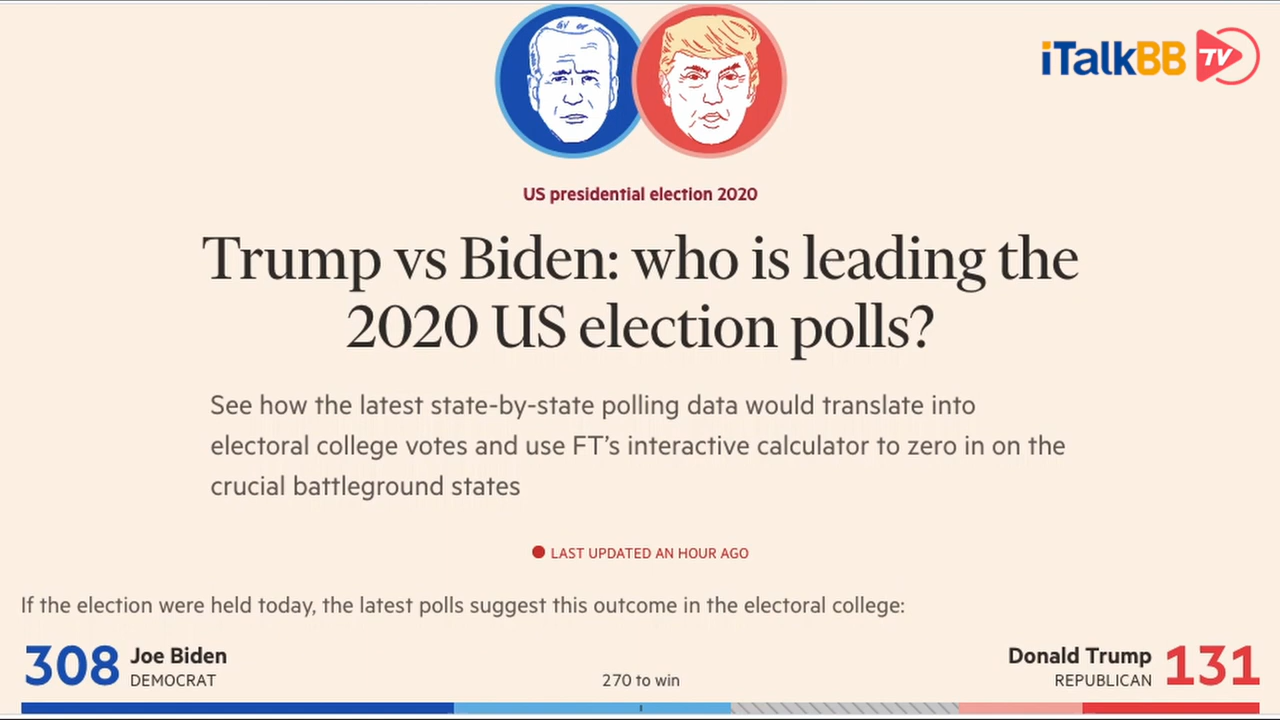 iTalkBB TV
US presidential election 2020
Trump vs Biden: who is leading the
2020 US election polls?
See how the latest state-by-state polling data would translate into
electoral college votes and use FT’s interactive calculator to zero in on the
crucial battleground states
LAST UPDATED AN HOUR AGO
If the election were held today, the latest polls suggest this outcome in the electoral college:
308 Joe Biden
DEMOCRAT
270 to win
Donald Trump 131
REPUBLICAN